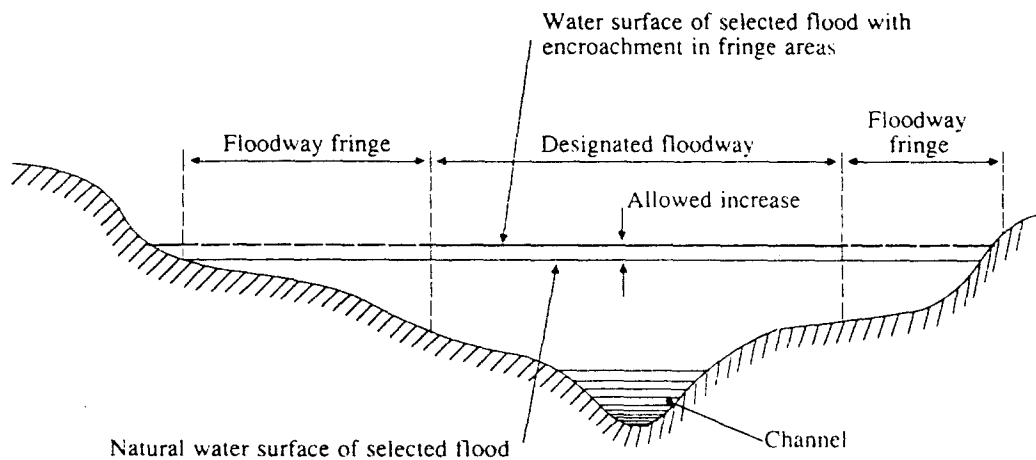 Water surface of selected flood with
encroachment in fringe areas
Floodway fringe
Designated floodway
Floodway
fringe
Allowed increase
Channel
Natural water surface of selected flood